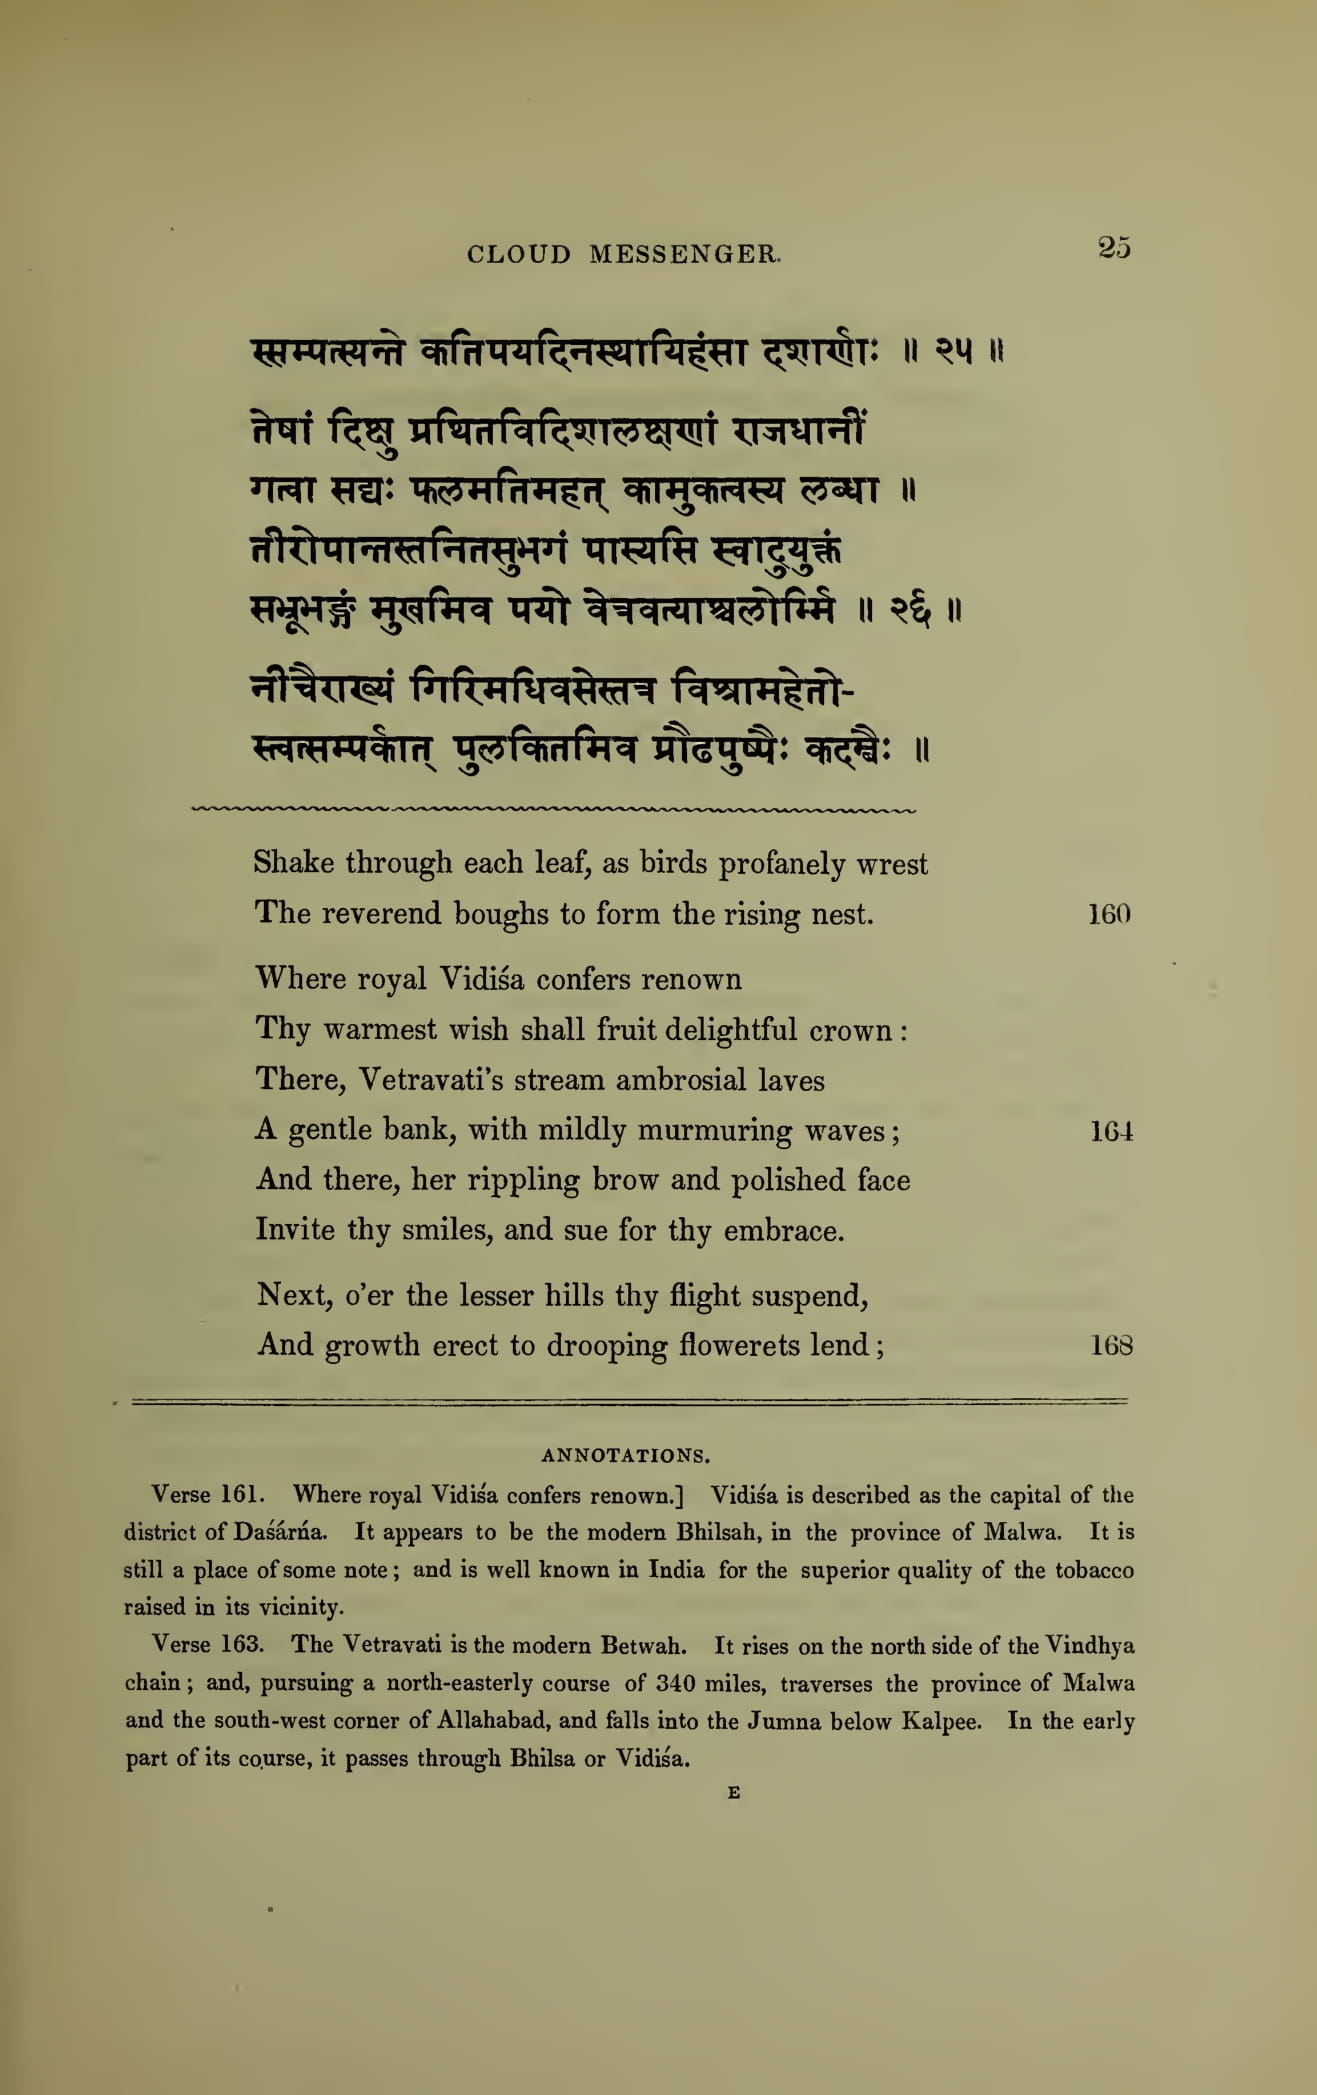 CLOUD MESSENGER. 25
स्सम्पत्स्यन्ते कतिपयदिनस्थायिहंसा दशार्णाः ॥ २५ ॥
तेषां दिक्षु प्रथितविदिशालक्षणां राजधानीं
गत्वा सद्यः फलमतिमहत् कामुकत्वस्य लब्धा ॥
तीरोपान्तस्तनितसुभगं पास्यसि स्वादुयुक्तं
सभ्रूभङ्गं मुखमिव पयो वेत्रवत्याश्चलोर्म्मि ॥ २६ ॥
नीचैराख्यं गिरिमधिवसेस्तत्र विश्रामहेतो-
स्त्वत्सम्पर्कात् पुलकितमिव प्रौढपुष्पैः कदम्बैः ॥
Shake through each leaf, as birds profanely wrest
The reverend boughs to form the rising nest. 160
Where royal Vidiśa confers renown
Thy warmest wish shall fruit delightful crown :
There, Vetravati's stream ambrosial laves
A gentle bank, with mildly murmuring waves ; 164
And there, her rippling brow and polished face
Invite thy smiles, and sue for thy embrace.
Next, o'er the lesser hills thy flight suspend,
And growth erect to drooping flowerets lend ; 168
ANNOTATIONS.
Verse 161. Where royal Vidiśa confers renown.] Vidiśa is described as the capital of the
district of Daśárńa. It appears to be the modern Bhilsah, in the province of Malwa. It is
still a place of some note ; and is well known in India for the superior quality of the tobacco
raised in its vicinity.
Verse 163. The Vetravati is the modern Betwah. It rises on the north side of the Vindhya
chain ; and, pursuing a north-easterly course of 340 miles, traverses the province of Malwa
and the south-west corner of Allahabad, and falls into the Jumna below Kalpee. In the early
part of its course, it passes through Bhilsa or Vidiśa.
E